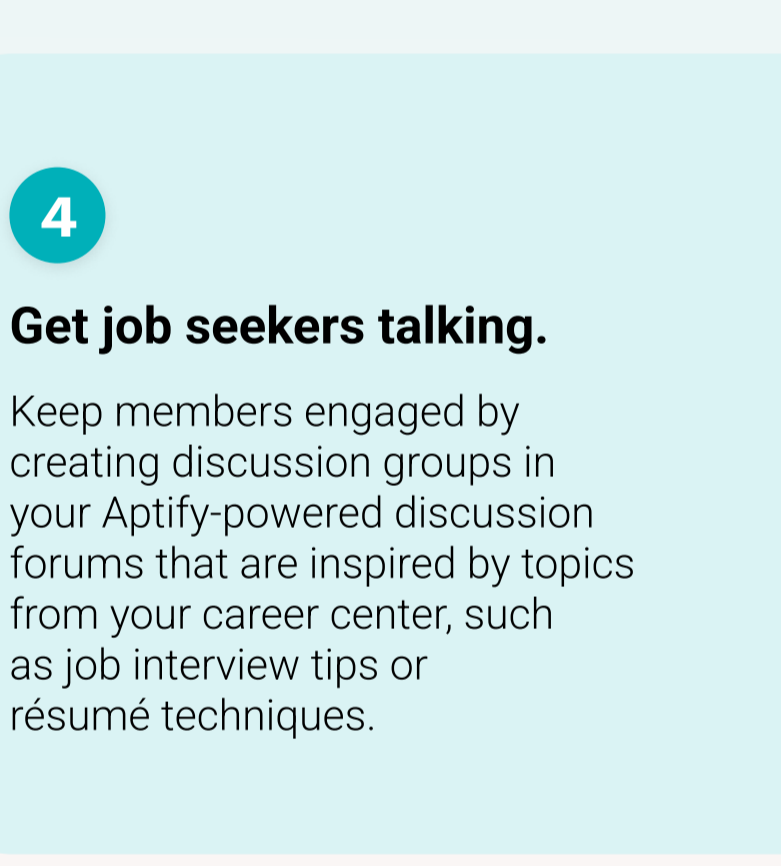 4
Get job seekers talking.
Keep members engaged by
creating discussion groups in
your Aptify-powered discussion
forums that are inspired by topics
from your career center, such
as job interview tips or
résumé techniques.